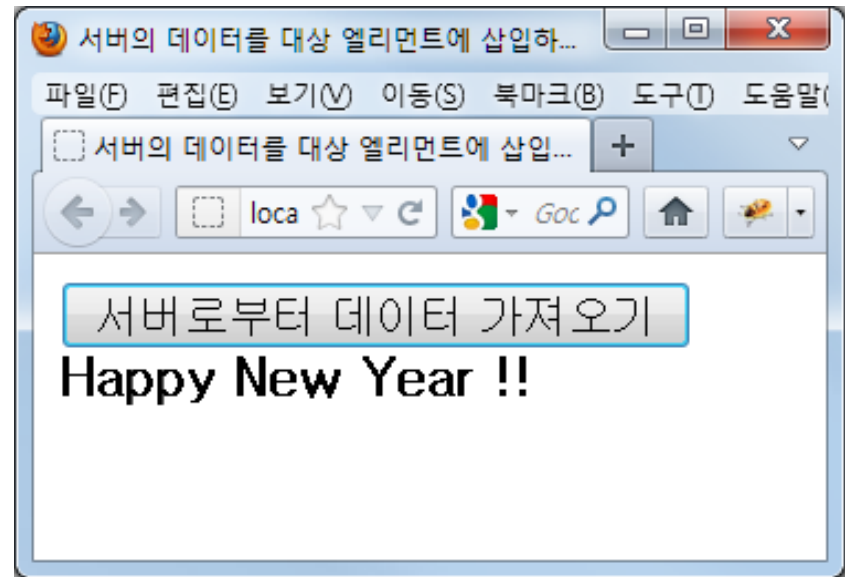 서버의 데이터를 대상 엘리먼트에 삽입하...
파일(F) 편집(E) 보기(V) 이동(S) 북마크(B) 도구(T) 도움말(
서버의 데이터를 대상 엘리먼트에 삽입...
loca Goc
서버로부터 데이터 가져오기
Happy New Year !!